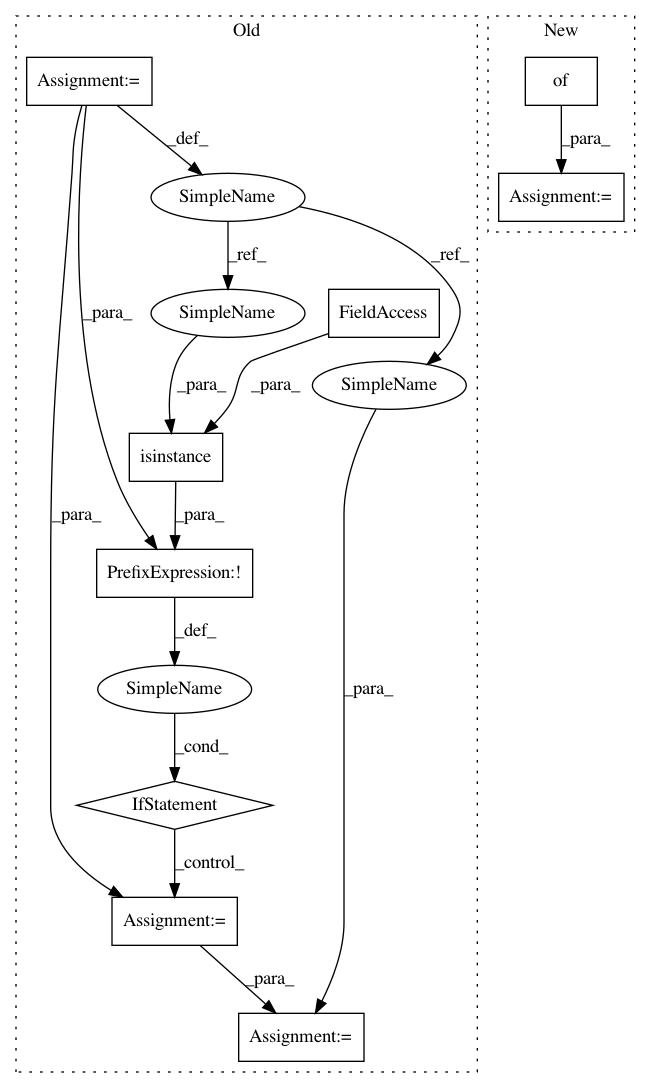 Old
New
Assignment:=
of
_def_
_para_
SimpleName
Assignment:=
_ref_
_ref_
_para_
SimpleName
FieldAccess
SimpleName
_para_
_para_
isinstance
_para_
_para_
PrefixExpression:!
_def_
SimpleName
_para_
_cond_
IfStatement
_control_
Assignment:=
_para_
Assignment:=